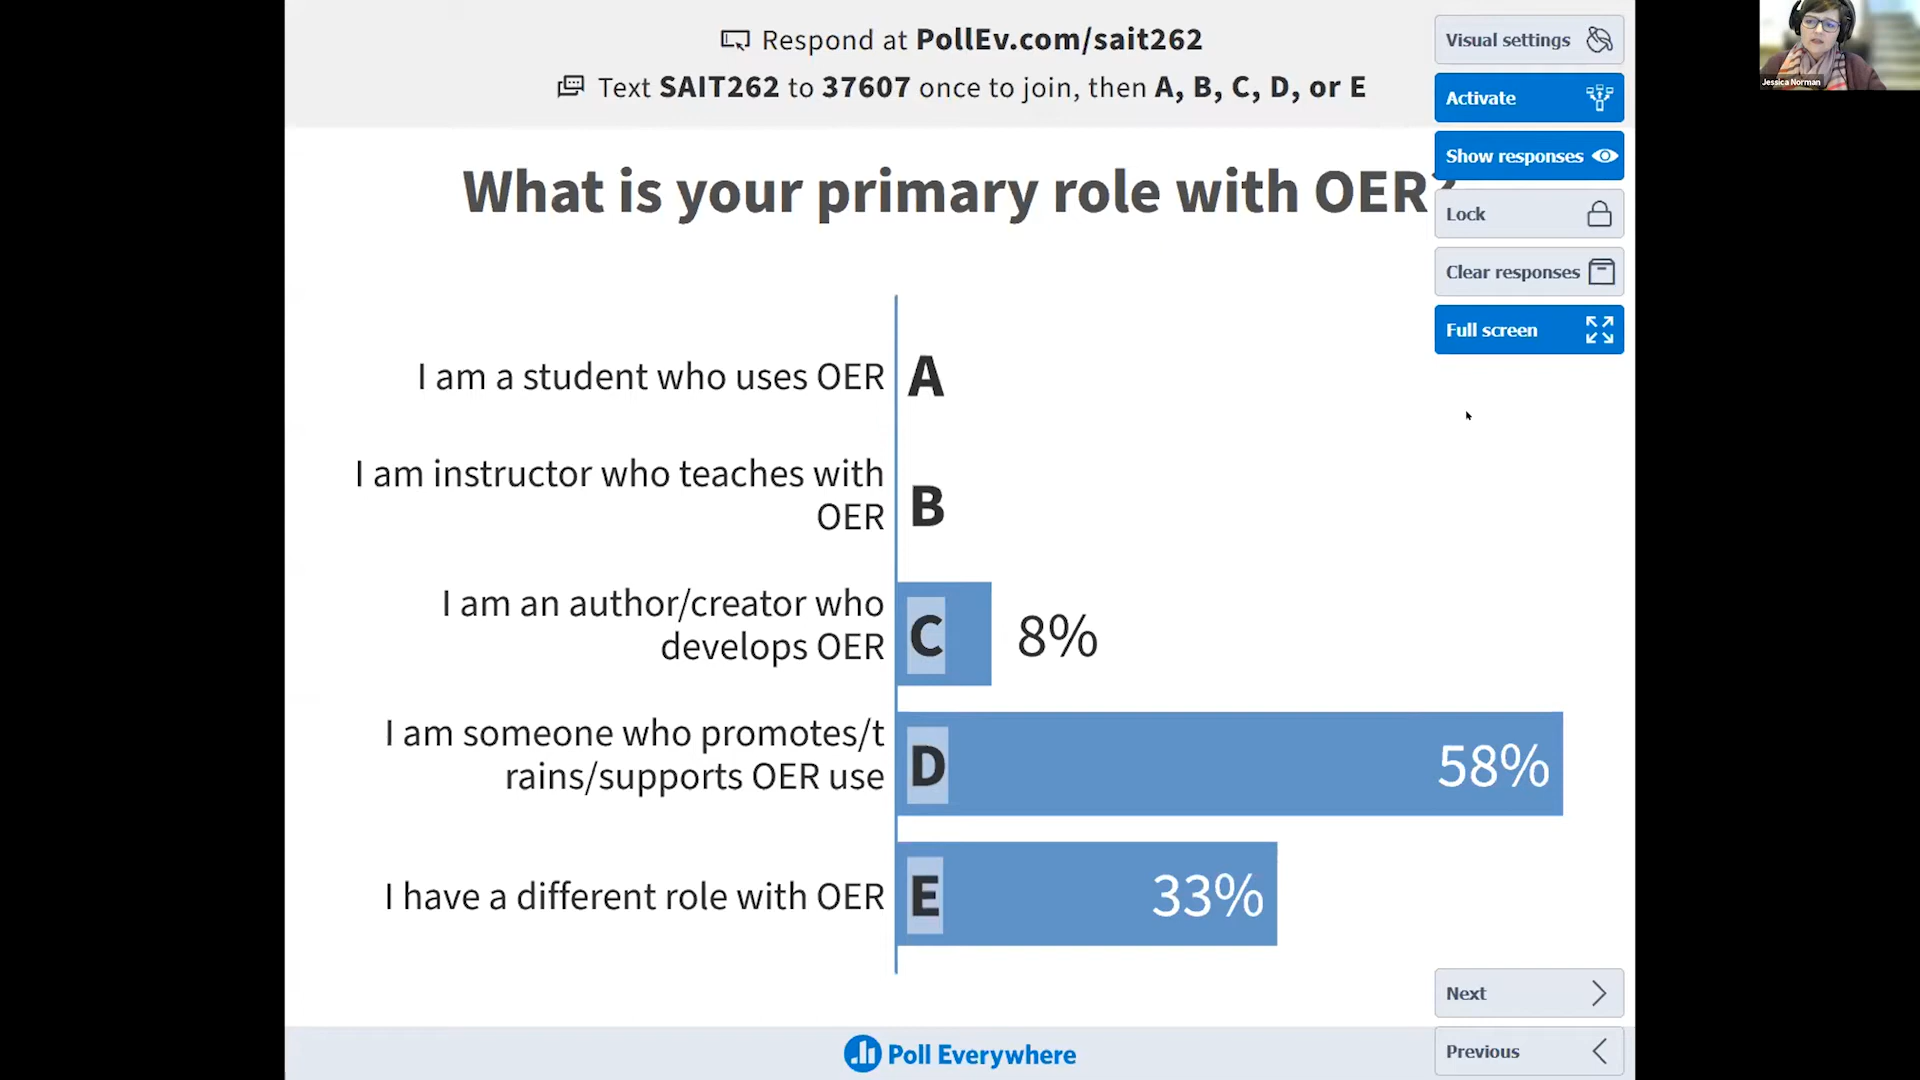 Respond at PollEv.com/sait262
Text SAIT262 to 37607 once to join, then A, B, C, D, or E
Visual settings
Activate
Show responses
Lock
Clear responses
Full screen
Jessica Norman
What is your primary role with OER?
I am a student who uses OER
A
I am instructor who teaches with
OER
B
I am an author/creator who
develops OER
C
8%
I am someone who promotes/t
rains/supports OER use
D
58%
I have a different role with OER
E
33%
Next
Previous
Poll Everywhere